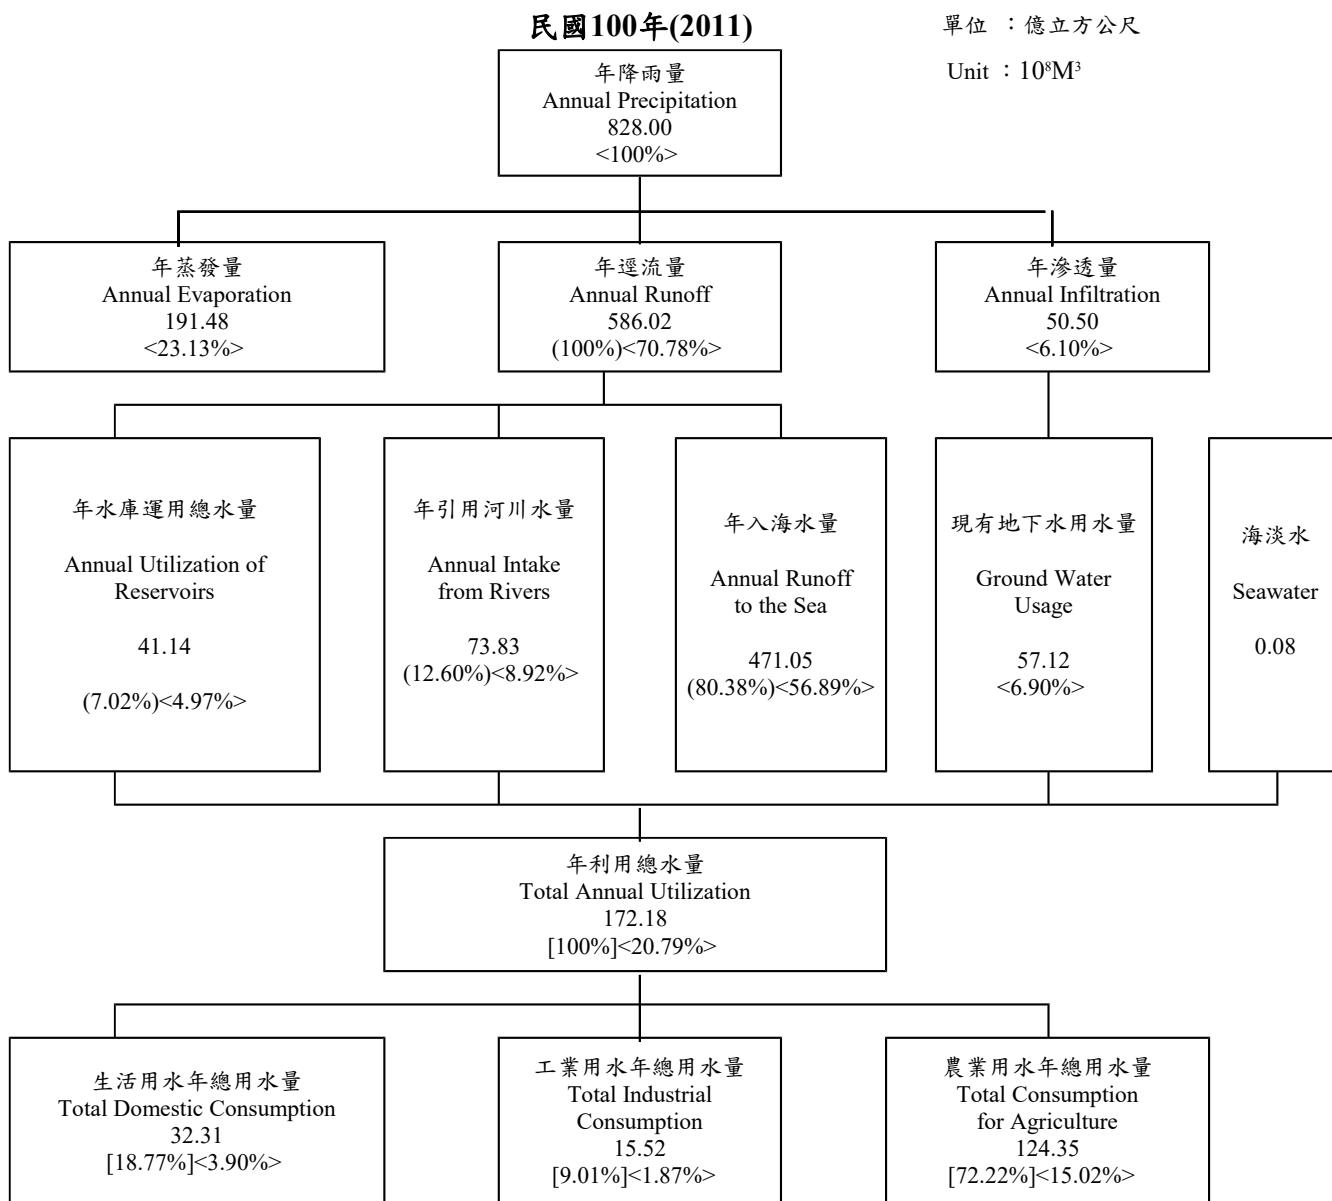 民國100年(2011)
單位 ：億立方公尺
Unit ：10⁸M³
年降雨量
Annual Precipitation
828.00
<100%>
年蒸發量
Annual Evaporation
191.48
<23.13%>
年逕流量
Annual Runoff
586.02
(100%)<70.78%>
年滲透量
Annual Infiltration
50.50
<6.10%>
年水庫運用總水量
Annual Utilization of
Reservoirs
41.14
(7.02%)<4.97%>
年引用河川水量
Annual Intake
from Rivers
73.83
(12.60%)<8.92%>
年入海水量
Annual Runoff
to the Sea
471.05
(80.38%)<56.89%>
現有地下水用水量
Ground Water
Usage
57.12
<6.90%>
海淡水
Seawater
0.08
年利用總水量
Total Annual Utilization
172.18
[100%]<20.79%>
生活用水年總用水量
Total Domestic Consumption
32.31
[18.77%]<3.90%>
工業用水年總用水量
Total Industrial
Consumption
15.52
[9.01%]<1.87%>
農業用水年總用水量
Total Consumption
for Agriculture
124.35
[72.22%]<15.02%>